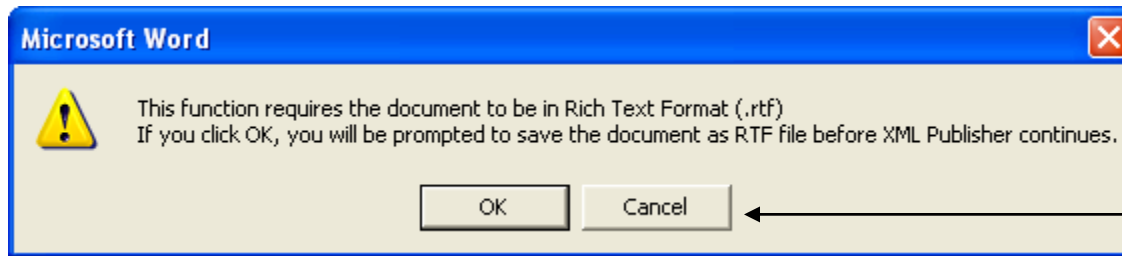 Microsoft Word
This function requires the document to be in Rich Text Format (.rtf)
If you click OK, you will be prompted to save the document as RTF file before XML Publisher continues.
OK
Cancel